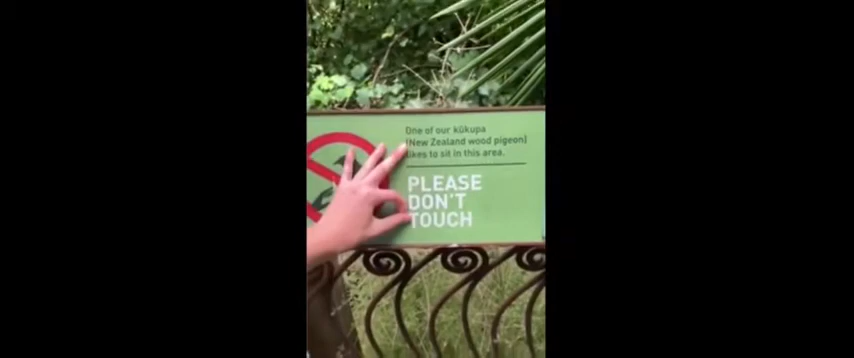 One of our kūkupa
(New Zealand wood pigeon)
likes to sit in this area.
PLEASE
DON'T
TOUCH